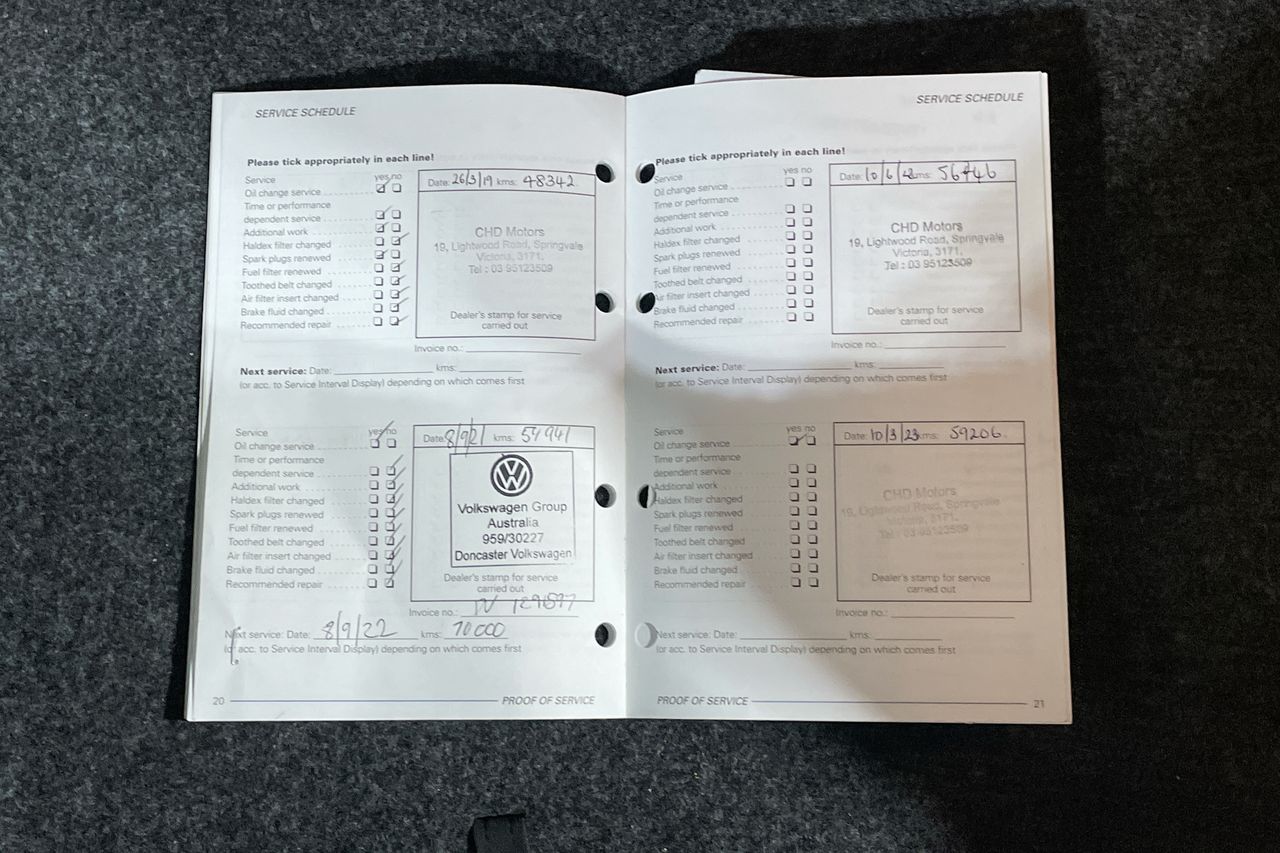 SERVICE SCHEDULE
Please tick appropriately in each line!
Service yes no
Oil change service
Time or performance
dependent service
Additional work
Haldex filter changed
Spark plugs renewed
Fuel filter renewed
Toothed belt changed
Air filter insert changed
Brake fluid changed
Recommended repair
Date: 26/3/19 kms: 48342
CHD Motors
19, Lightwood Road, Springvale
Victoria, 3171.
Tel : 03 95123509
Dealer's stamp for service
carried out
Invoice no.:
Next service: Date: kms:
(or acc. to Service Interval Display) depending on which comes first
Service yes no
Oil change service
Time or performance
dependent service
Additional work
Haldex filter changed
Spark plugs renewed
Fuel filter renewed
Toothed belt changed
Air filter insert changed
Brake fluid changed
Recommended repair
Date: 8/9/21 kms: 54941
Volkswagen Group
Australia
959/30227
Doncaster Volkswagen
Dealer's stamp for service
carried out
Invoice no.:
Next service: Date: 8/9/22 kms: 70000
(or acc. to Service Interval Display) depending on which comes first
20 PROOF OF SERVICE
SERVICE SCHEDULE
Please tick appropriately in each line!
Service yes no
Oil change service
Time or performance
dependent service
Additional work
Haldex filter changed
Spark plugs renewed
Fuel filter renewed
Toothed belt changed
Air filter insert changed
Brake fluid changed
Recommended repair
Date: kms:
CHD Motors
19, Lightwood Road, Springvale
Victoria, 3171.
Tel : 03 95123509
Dealer's stamp for service
carried out
Invoice no.:
Next service: Date: kms:
(or acc. to Service Interval Display) depending on which comes first
Service yes no
Oil change service
Time or performance
dependent service
Additional work
Haldex filter changed
Spark plugs renewed
Fuel filter renewed
Toothed belt changed
Air filter insert changed
Brake fluid changed
Recommended repair
Date: 10/3/23 kms: 59206
CHD Motors
19, Lightwood Road, Springvale
Victoria, 3171.
Tel : 03 95123509
Dealer's stamp for service
carried out
Invoice no.:
Next service: Date: kms:
(or acc. to Service Interval Display) depending on which comes first
PROOF OF SERVICE 21